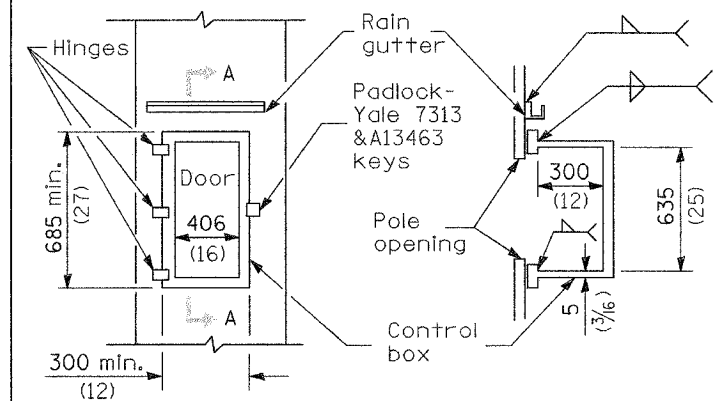 Hinges
A
Rain
gutter
Padlock-
Yale 7313
&A13463
keys
Door
685 min.
(27)
406
(16)
300
(12)
635
(25)
Pole
opening
A
Control
box
5
(3/16)
300 min.
(12)